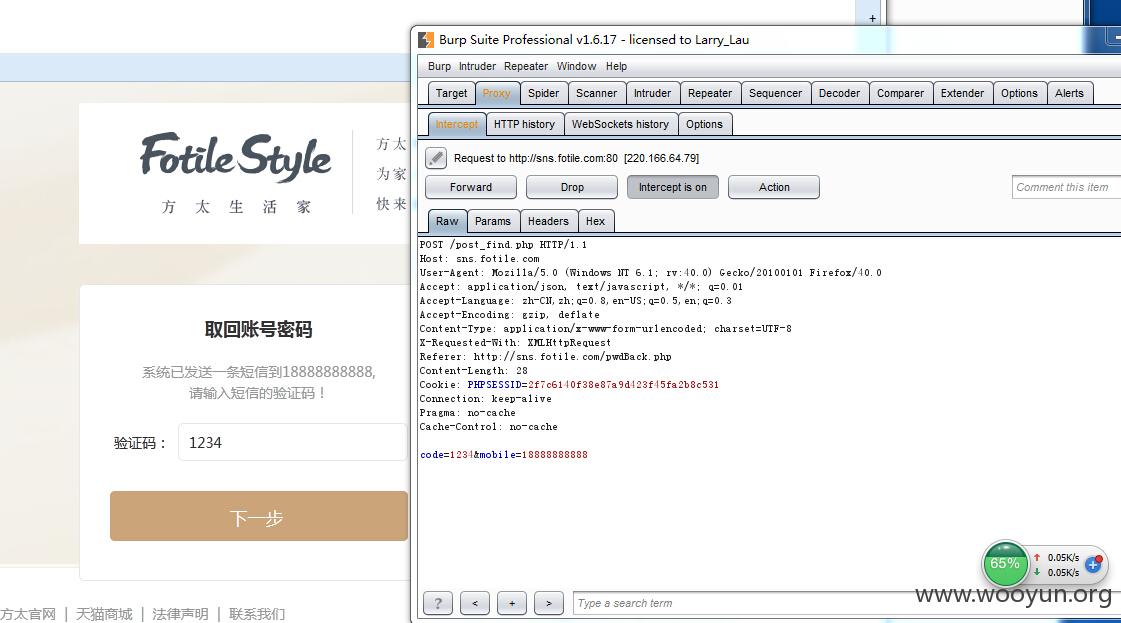 +
Burp Suite Professional v1.6.17 - licensed to Larry_Lau
Burp Intruder Repeater Window Help
Target Proxy Spider Scanner Intruder Repeater Sequencer Decoder Comparer Extender Options Alerts
Intercept HTTP history WebSockets history Options
Request to http://sns.fotile.com:80 [220.166.64.79]
Forward Drop Intercept is on Action Comment this item
Raw Params Headers Hex
POST /post_find.php HTTP/1.1
Host: sns.fotile.com
User-Agent: Mozilla/5.0 (Windows NT 6.1; rv:40.0) Gecko/20100101 Firefox/40.0
Accept: application/json, text/javascript, */*; q=0.01
Accept-Language: zh-CN,zh;q=0.8,en-US;q=0.5,en;q=0.3
Accept-Encoding: gzip, deflate
Content-Type: application/x-www-form-urlencoded; charset=UTF-8
X-Requested-With: XMLHttpRequest
Referer: http://sns.fotile.com/pwdBack.php
Content-Length: 28
Cookie: PHPSESSID=2f7c6140f38e87a9d423f45fa2b8c531
Connection: keep-alive
Pragma: no-cache
Cache-Control: no-cache
code=1234&mobile=18888888888
? < + > Type a search term
Fotile Style
方太生活家
方太
为家
快来
取回账号密码
系统已发送一条短信到18888888888,
请输入短信的验证码！
验证码： 1234
下一步
方太官网 | 天猫商城 | 法律声明 | 联系我们
65%
0.05K/s
0.05K/s
www.wooyun.org